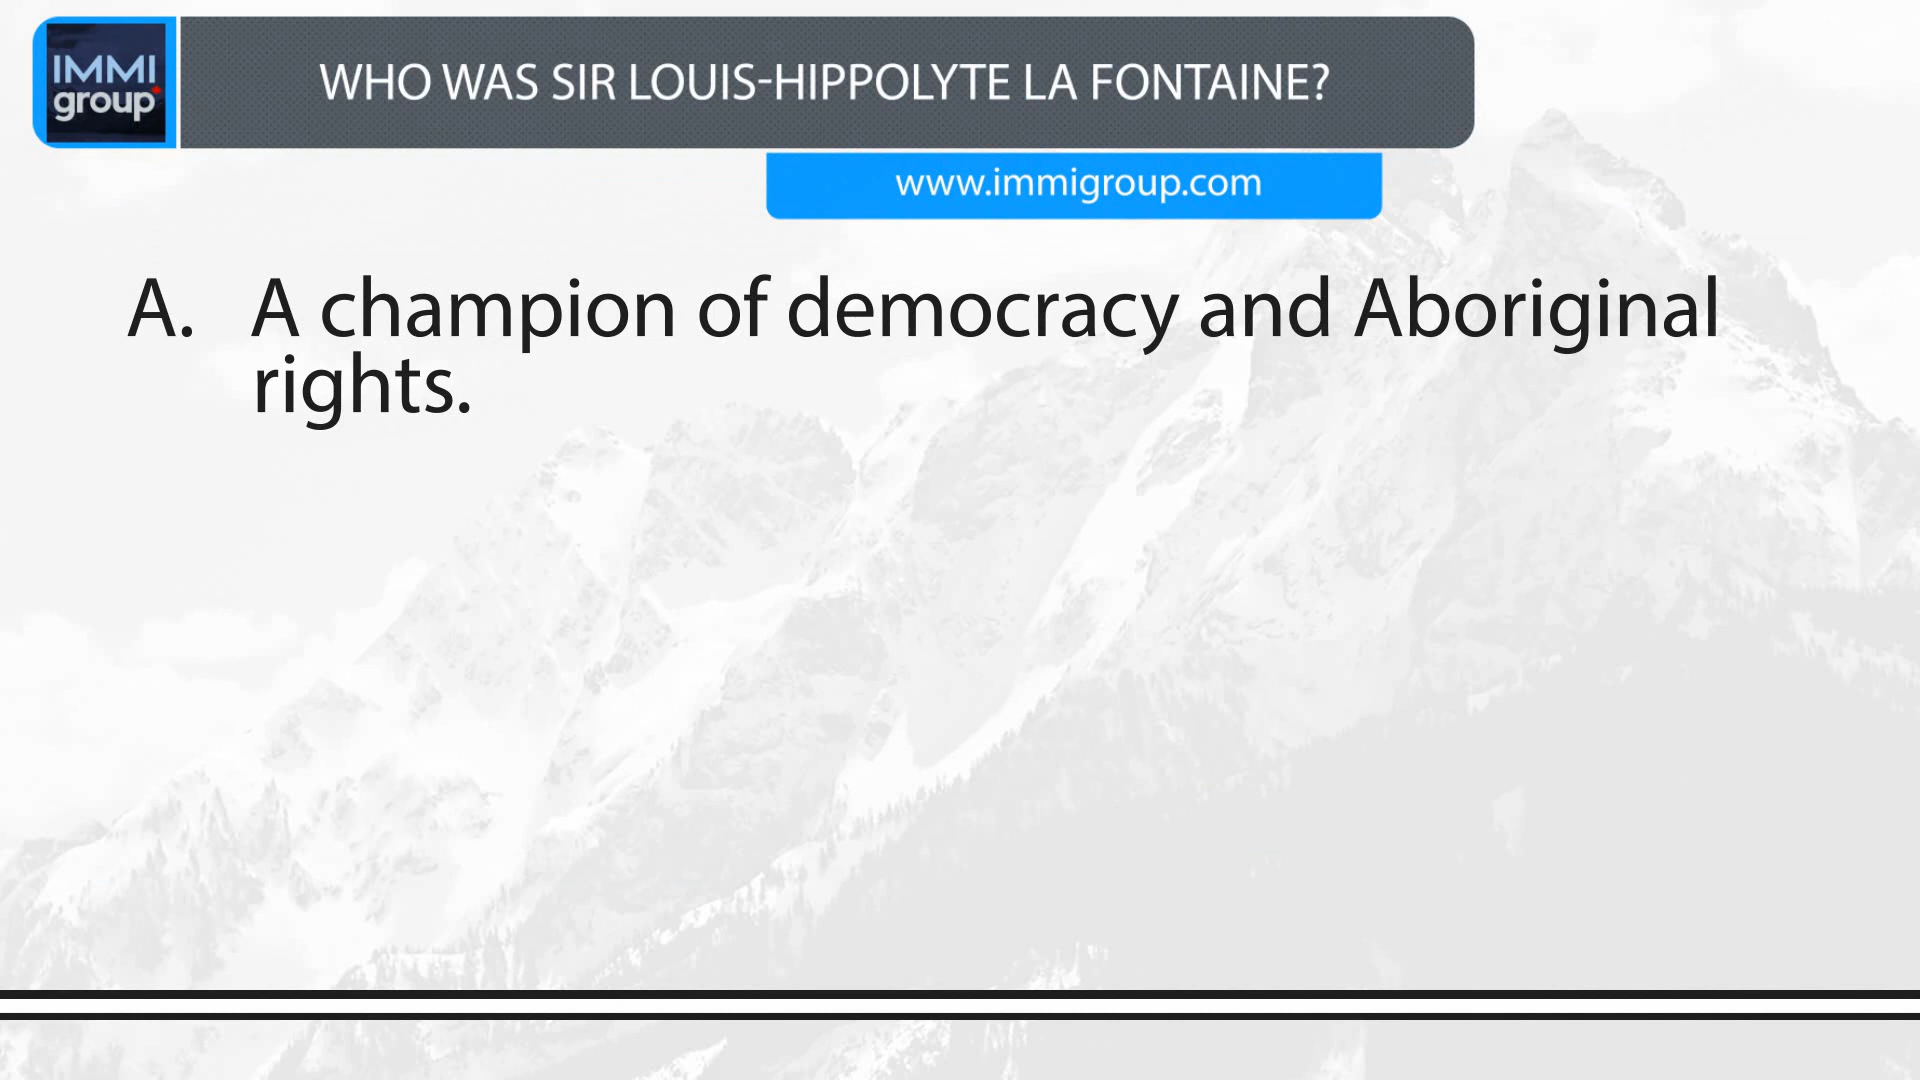 IMMI
group
WHO WAS SIR LOUIS-HIPPOLYTE LA FONTAINE?
www.immigroup.com
A. A champion of democracy and Aboriginal
rights.